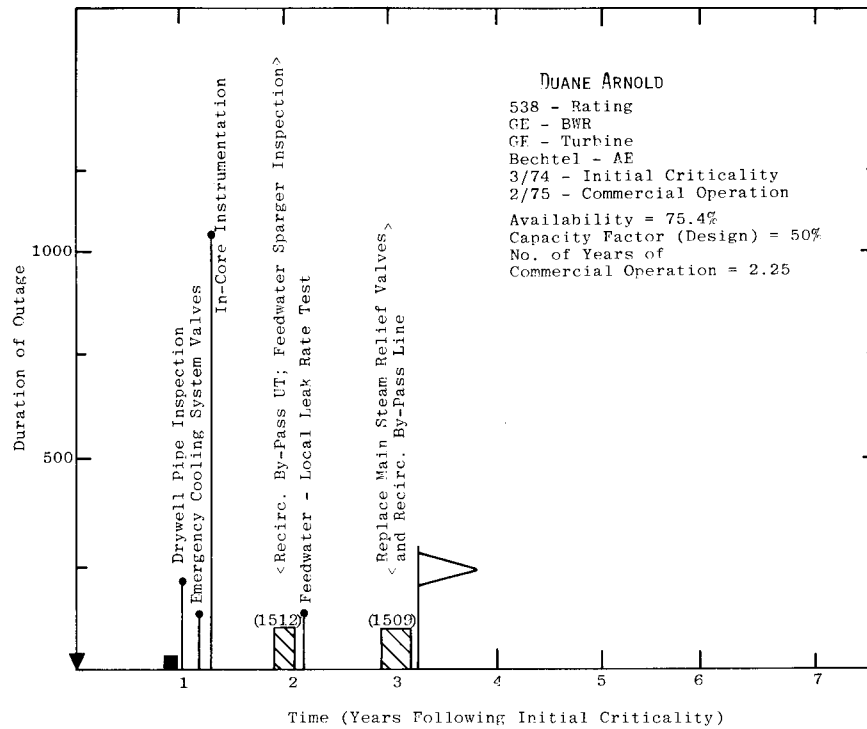 DUANE ARNOLD
538 - Rating
GE - BWR
GE - Turbine
Bechtel - AE
3/74 - Initial Criticality
2/75 - Commercial Operation
Availability = 75.4%
Capacity Factor (Design) = 50%
No. of Years of
Commercial Operation = 2.25
Duration of Outage
1000
500
Drywell Pipe Inspection
Emergency Cooling System Valves
In-Core Instrumentation
<Recirc. By-Pass UT; Feedwater Sparger Inspection>
Feedwater - Local Leak Rate Test
<Replace Main Steam Relief Valves>
and Recirc. By-Pass Line
(1512)
(1509)
1 2 3 4 5 6 7
Time (Years Following Initial Criticality)